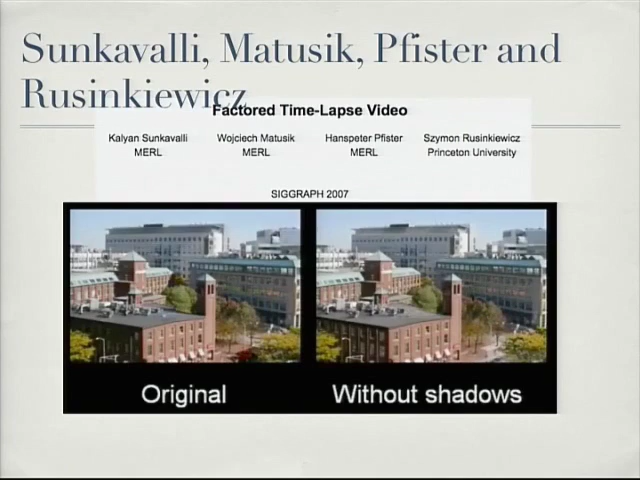 Sunkavalli, Matusik, Pfister and
Rusinkiewicz
Factored Time-Lapse Video
Kalyan Sunkavalli Wojciech Matusik Hanspeter Pfister Szymon Rusinkiewicz
MERL MERL MERL Princeton University
SIGGRAPH 2007
Original Without shadows